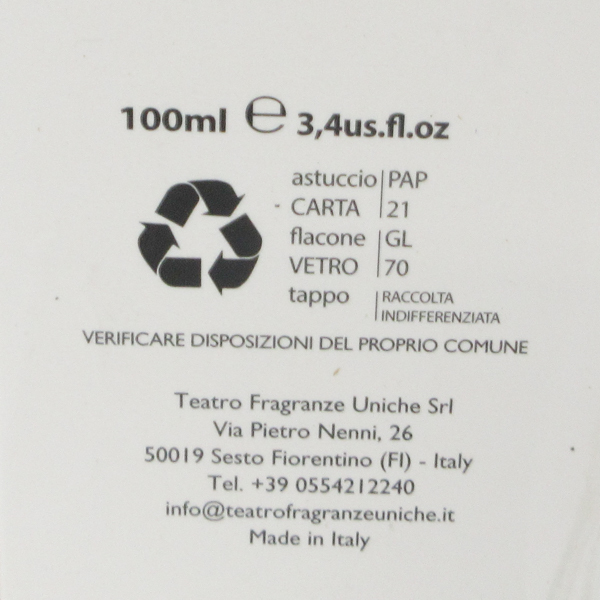 100ml ℮ 3,4us.fl.oz
astuccio PAP
- CARTA 21
flacone GL
VETRO 70
tappo RACCOLTA
INDIFFERENZIATA
VERIFICARE DISPOSIZIONI DEL PROPRIO COMUNE
Teatro Fragranze Uniche Srl
Via Pietro Nenni, 26
50019 Sesto Fiorentino (FI) - Italy
Tel. +39 0554212240
info@teatrofragranzeuniche.it
Made in Italy